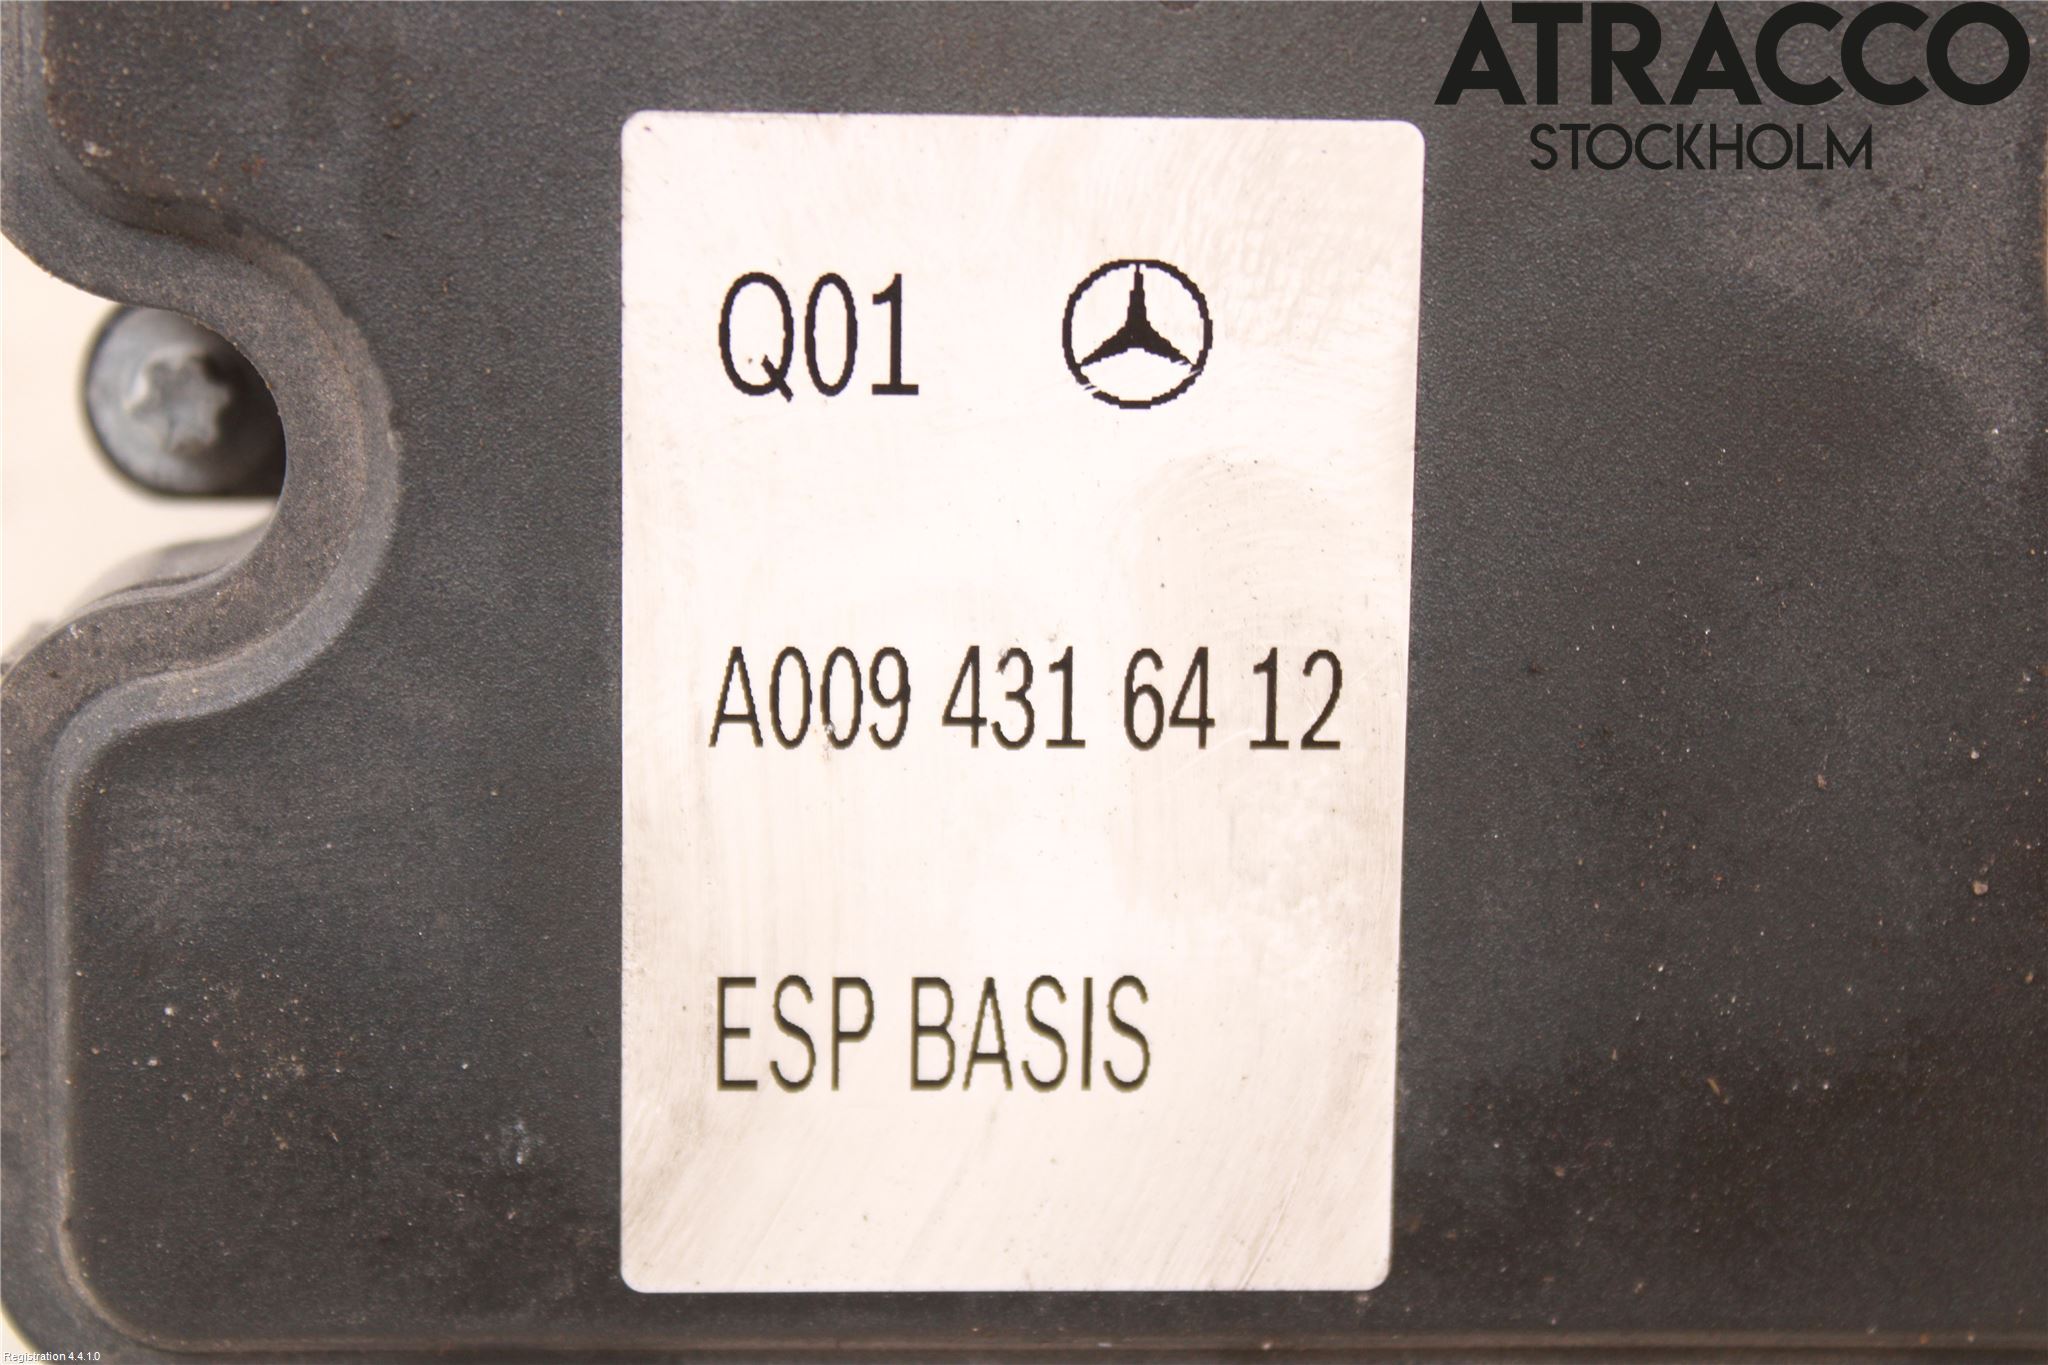 ATRACCO
STOCKHOLM
Q01
A009 431 64 12
ESP BASIS
Registration 4.4.1.0